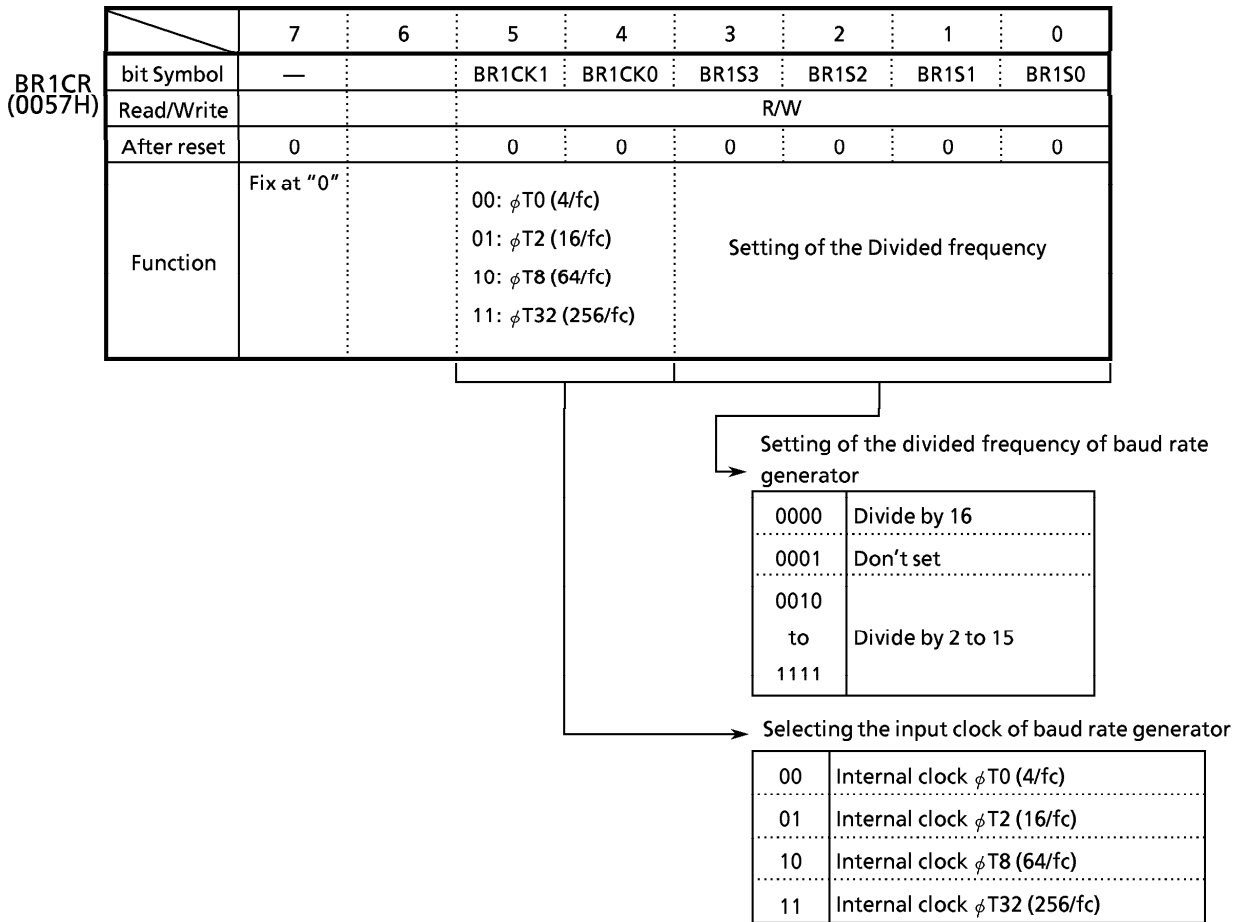 7 6 5 4 3 2 1 0
BR1CR
(0057H)
bit Symbol — BR1CK1 BR1CK0 BR1S3 BR1S2 BR1S1 BR1S0
Read/Write R/W
After reset 0 0 0 0 0 0 0
Function
Fix at "0"
00: φT0 (4/fc)
01: φT2 (16/fc)
10: φT8 (64/fc)
11: φT32 (256/fc)
Setting of the Divided frequency
Setting of the divided frequency of baud rate
generator
0000 Divide by 16
0001 Don't set
0010
to Divide by 2 to 15
1111
Selecting the input clock of baud rate generator
00 Internal clock φT0 (4/fc)
01 Internal clock φT2 (16/fc)
10 Internal clock φT8 (64/fc)
11 Internal clock φT32 (256/fc)